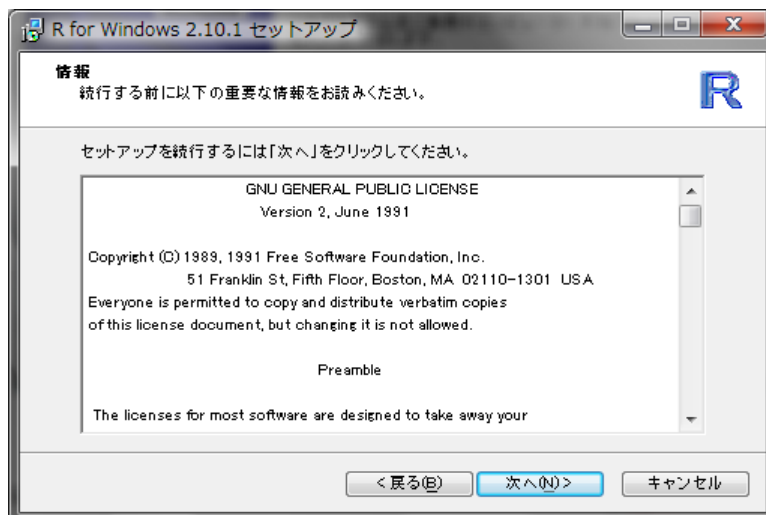 R for Windows 2.10.1 セットアップ
情報
続行する前に以下の重要な情報をお読みください。
R
セットアップを続行するには「次へ」をクリックしてください。
GNU GENERAL PUBLIC LICENSE
Version 2, June 1991
Copyright (C) 1989, 1991 Free Software Foundation, Inc.
51 Franklin St, Fifth Floor, Boston, MA 02110-1301 USA
Everyone is permitted to copy and distribute verbatim copies
of this license document, but changing it is not allowed.
Preamble
The licenses for most software are designed to take away your
<戻る(B) 次へ(N)> キャンセル